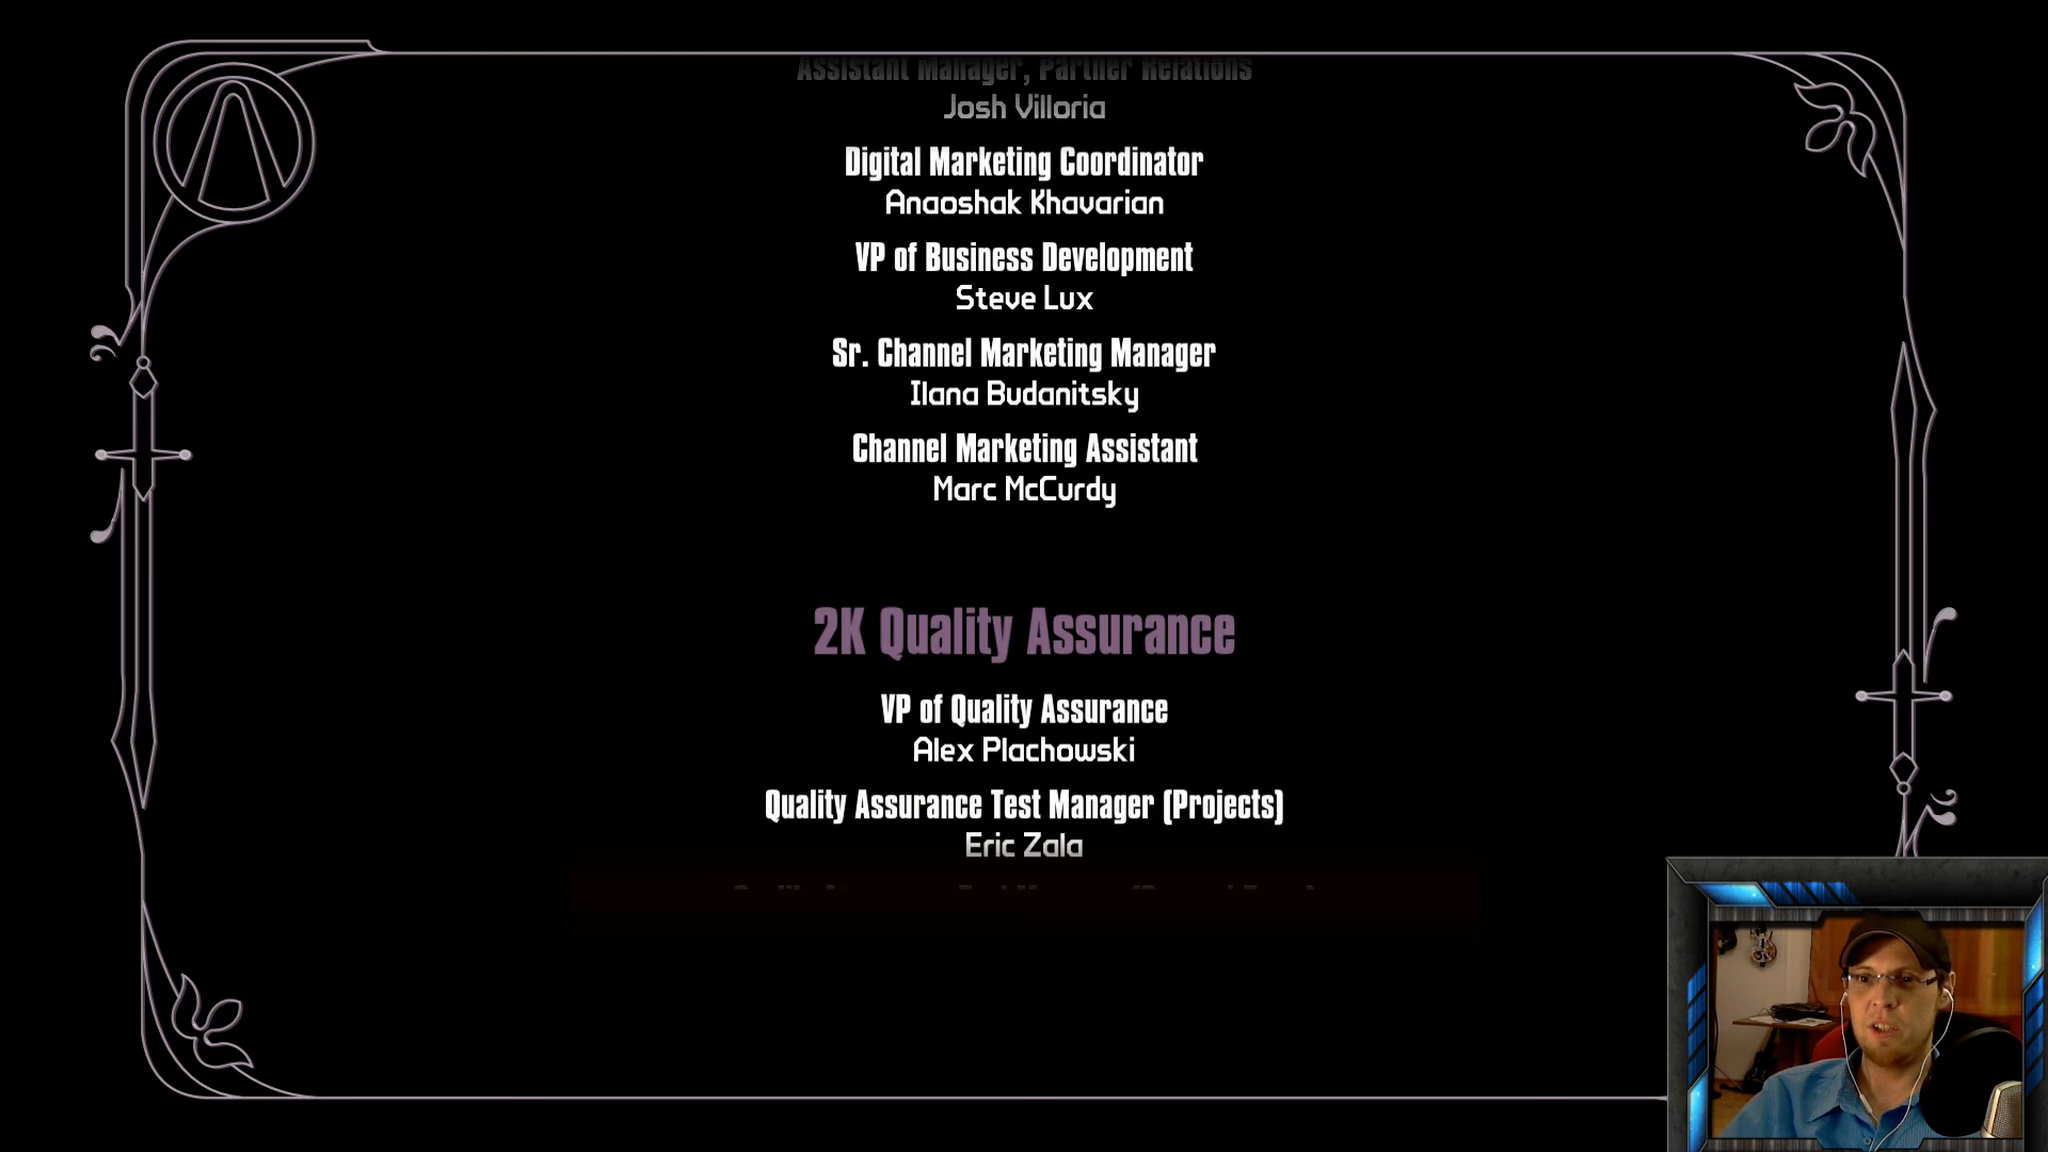 Assistant Manager, Partner Relations
Josh Villoria
Digital Marketing Coordinator
Anaoshak Khavarian
VP of Business Development
Steve Lux
Sr. Channel Marketing Manager
Ilana Budanitsky
Channel Marketing Assistant
Marc McCurdy
2K Quality Assurance
VP of Quality Assurance
Alex Plachowski
Quality Assurance Test Manager (Projects)
Eric Zala